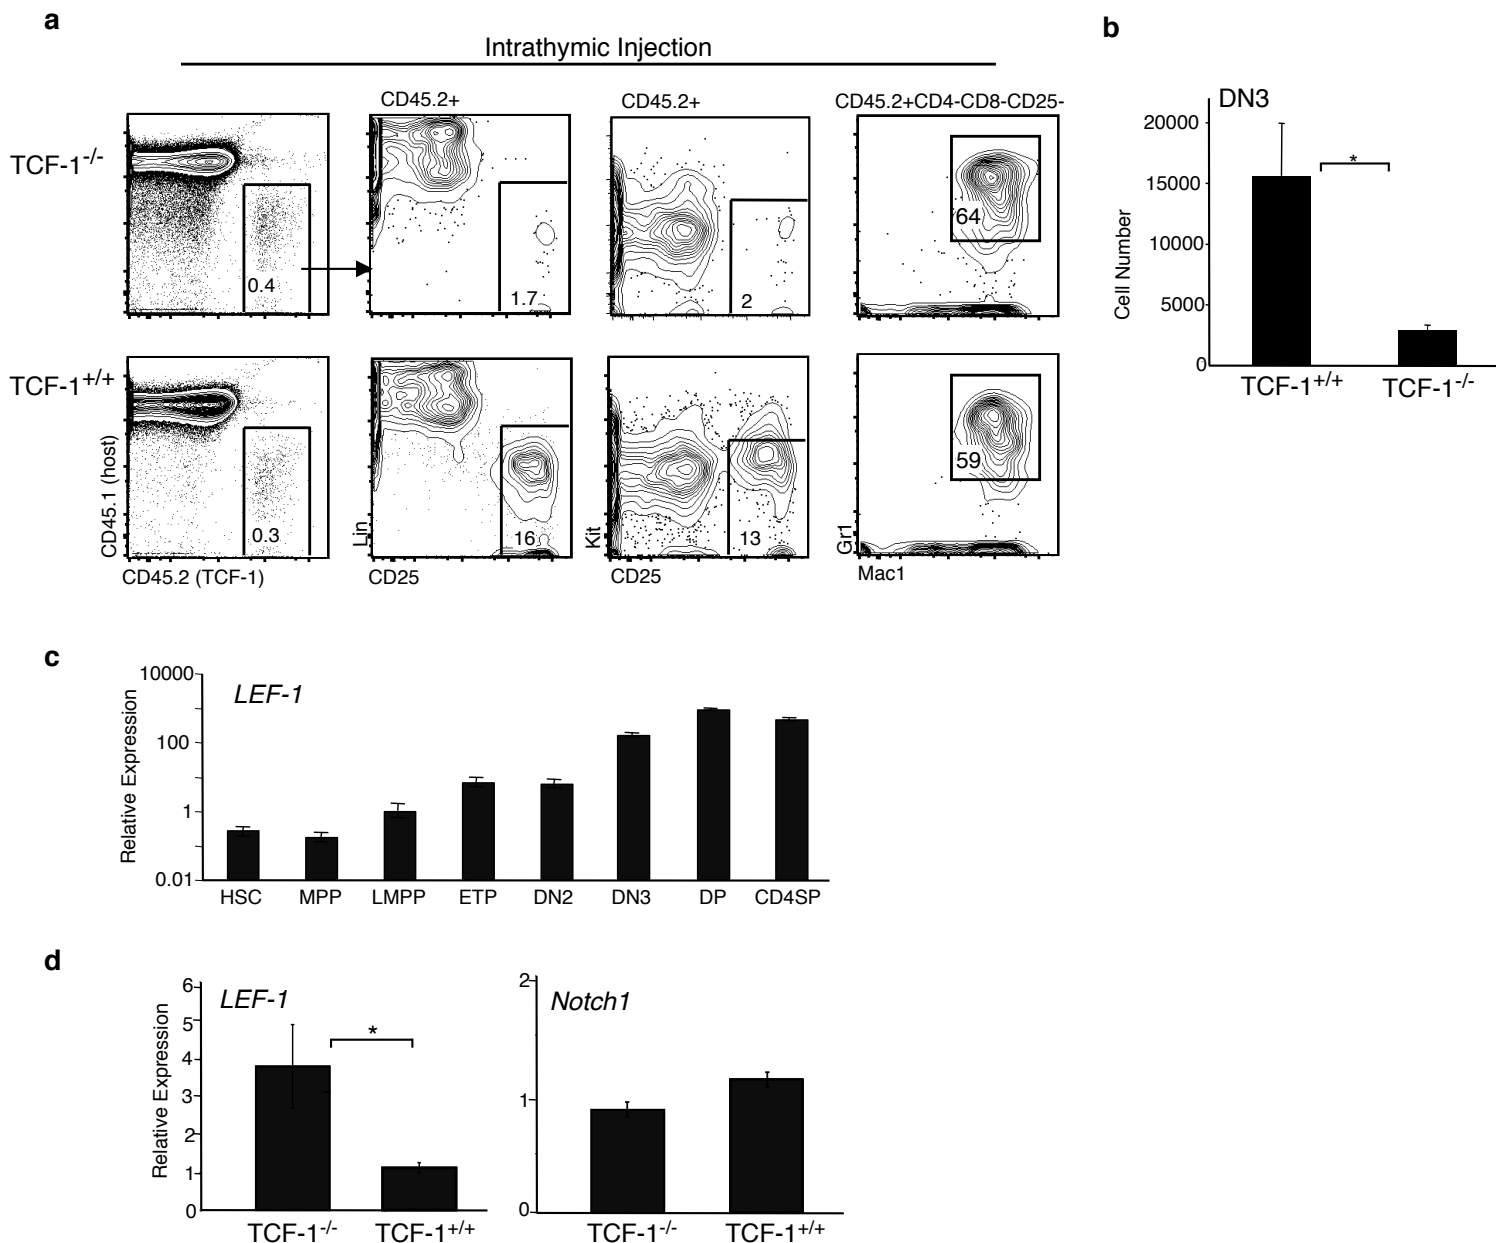 a
Intrathymic Injection
CD45.2+
CD45.2+
CD45.2+CD4-CD8-CD25-
TCF-1-/-
0.4
1.7
2
64
TCF-1+/+
0.3
16
13
59
CD45.1 (host)
Lin
Kit
Gr1
CD45.2 (TCF-1)
CD25
CD25
Mac1
b
DN3
Cell Number
20000
15000
10000
5000
0
*
TCF-1+/+
TCF-1-/-
c
LEF-1
Relative Expression
10000
100
1
0.01
HSC
MPP
LMPP
ETP
DN2
DN3
DP
CD4SP
d
LEF-1
Relative Expression
6
5
4
3
2
1
0
*
TCF-1-/-
TCF-1+/+
Notch1
2
1
0
TCF-1-/-
TCF-1+/+